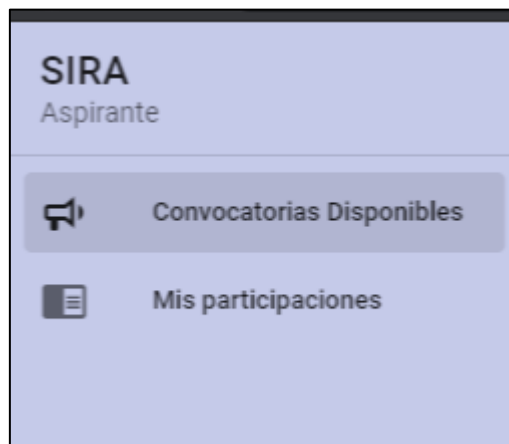 SIRA
Aspirante
Convocatorias Disponibles
Mis participaciones